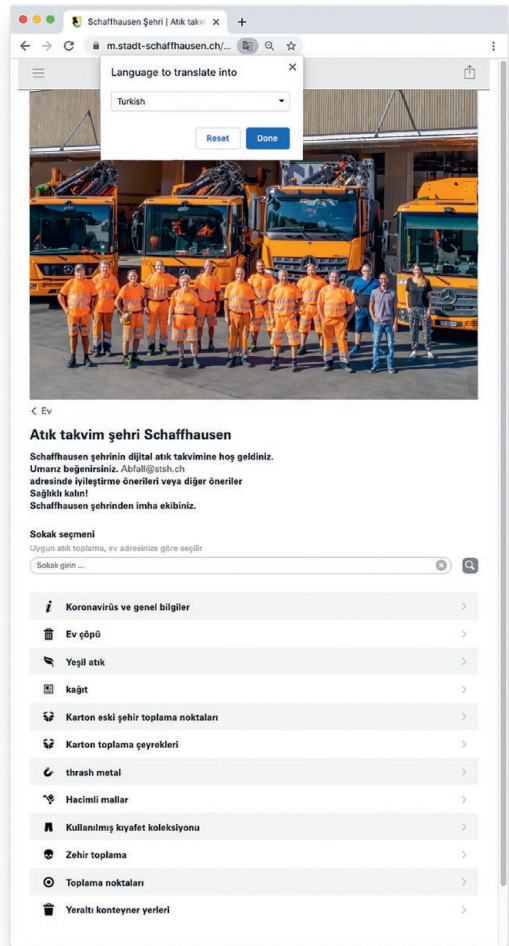 Schaffhausen Şehri | Atık takvi
m.stadt-schaffhausen.ch/...
Language to translate into
Turkish
Reset
Done
Ev
Atık takvim şehri Schaffhausen
Schaffhausen şehrinin dijital atık takvimine hoş geldiniz.
Umarız beğenirsiniz. Abfall@stsh.ch
adresinde iyileştirme önerileri veya diğer öneriler
Sağlıklı kalın!
Schaffhausen şehrinden imha ekibiniz.
Sokak seçmeni
Uygun atık toplama, ev adresinize göre seçilir
Sokak girin ...
Koronavirüs ve genel bilgiler
Ev çöpü
Yeşil atık
kağıt
Karton eski şehir toplama noktaları
Karton toplama çeyrekleri
thrash metal
Hacimli mallar
Kullanılmış kıyafet koleksiyonu
Zehir toplama
Toplama noktaları
Yeraltı konteyner yerleri